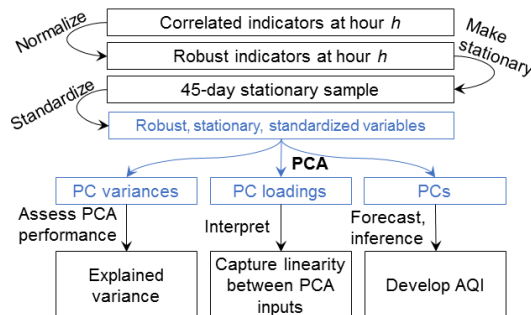 Correlated indicators at hour h
Normalize
Robust indicators at hour h
Make
stationary
45-day stationary sample
Standardize
Robust, stationary, standardized variables
PCA
PC variances
PC loadings
PCs
Assess PCA
performance
Interpret
Forecast,
inference
Explained
variance
Capture linearity
between PCA
inputs
Develop AQI